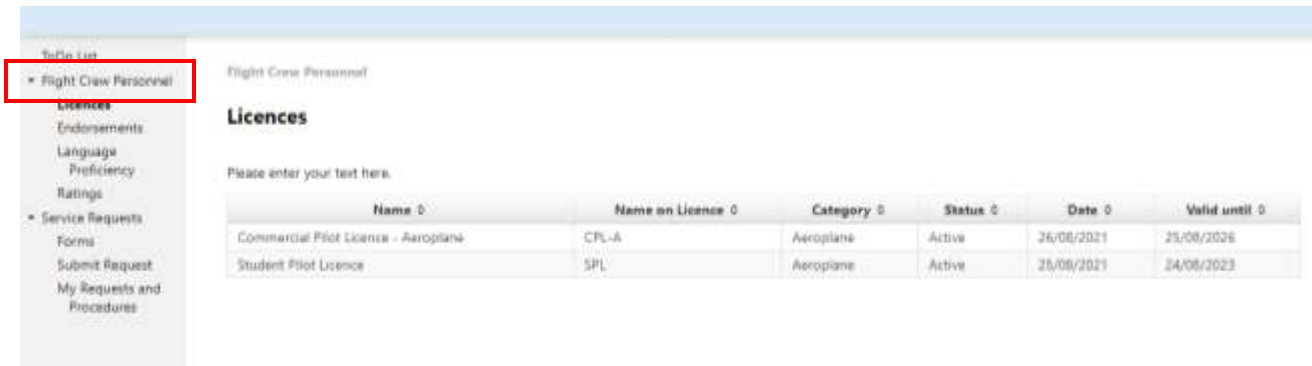 ToDo List
Flight Crew Personnel
Licences
Endorsements
Language
Proficiency
Ratings
Service Requests
Forms
Submit Request
My Requests and
Procedures
Flight Crew Personnel
Licences
Please enter your text here.
Name Name on Licence Category Status Date Valid until
Commercial Pilot Licence - Aeroplane CPL-A Aeroplane Active 26/08/2021 25/08/2026
Student Pilot Licence SPL Aeroplane Active 24/08/2023